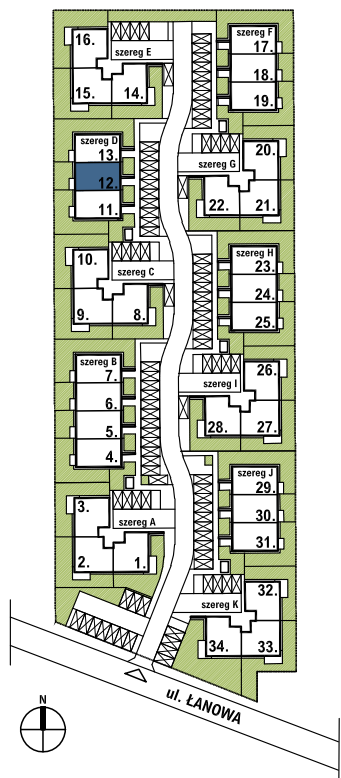 16.
szereg E
15.
14.
szereg F
17.
18.
19.
szereg D
13.
12.
11.
20.
szereg G
22.
21.
10.
szereg C
9.
8.
szereg H
23.
24.
25.
szereg B
7.
6.
5.
4.
26.
szereg I
28.
27.
3.
szereg A
2.
1.
szereg J
29.
30.
31.
32.
szereg K
34.
33.
ul. ŁANOWA
N